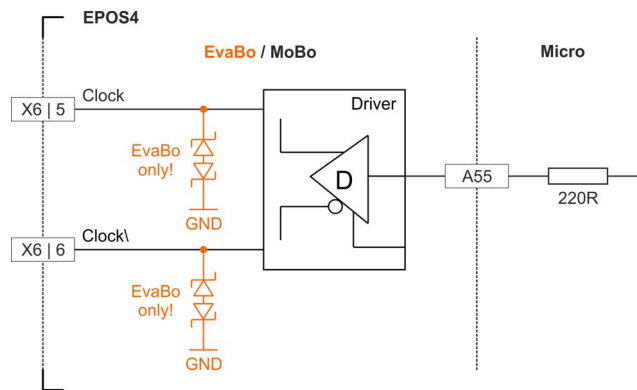 EPOS4
EvaBo / MoBo
Micro
X6 | 5
Clock
Driver
EvaBo
only!
D
A55
220R
GND
X6 | 6
Clock\
EvaBo
only!
GND